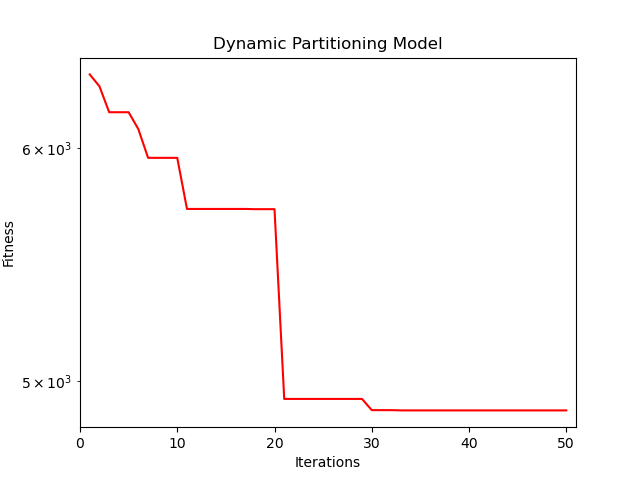 Dynamic Partitioning Model
6 × 10³
5 × 10³
Fitness
0 10 20 30 40 50
Iterations